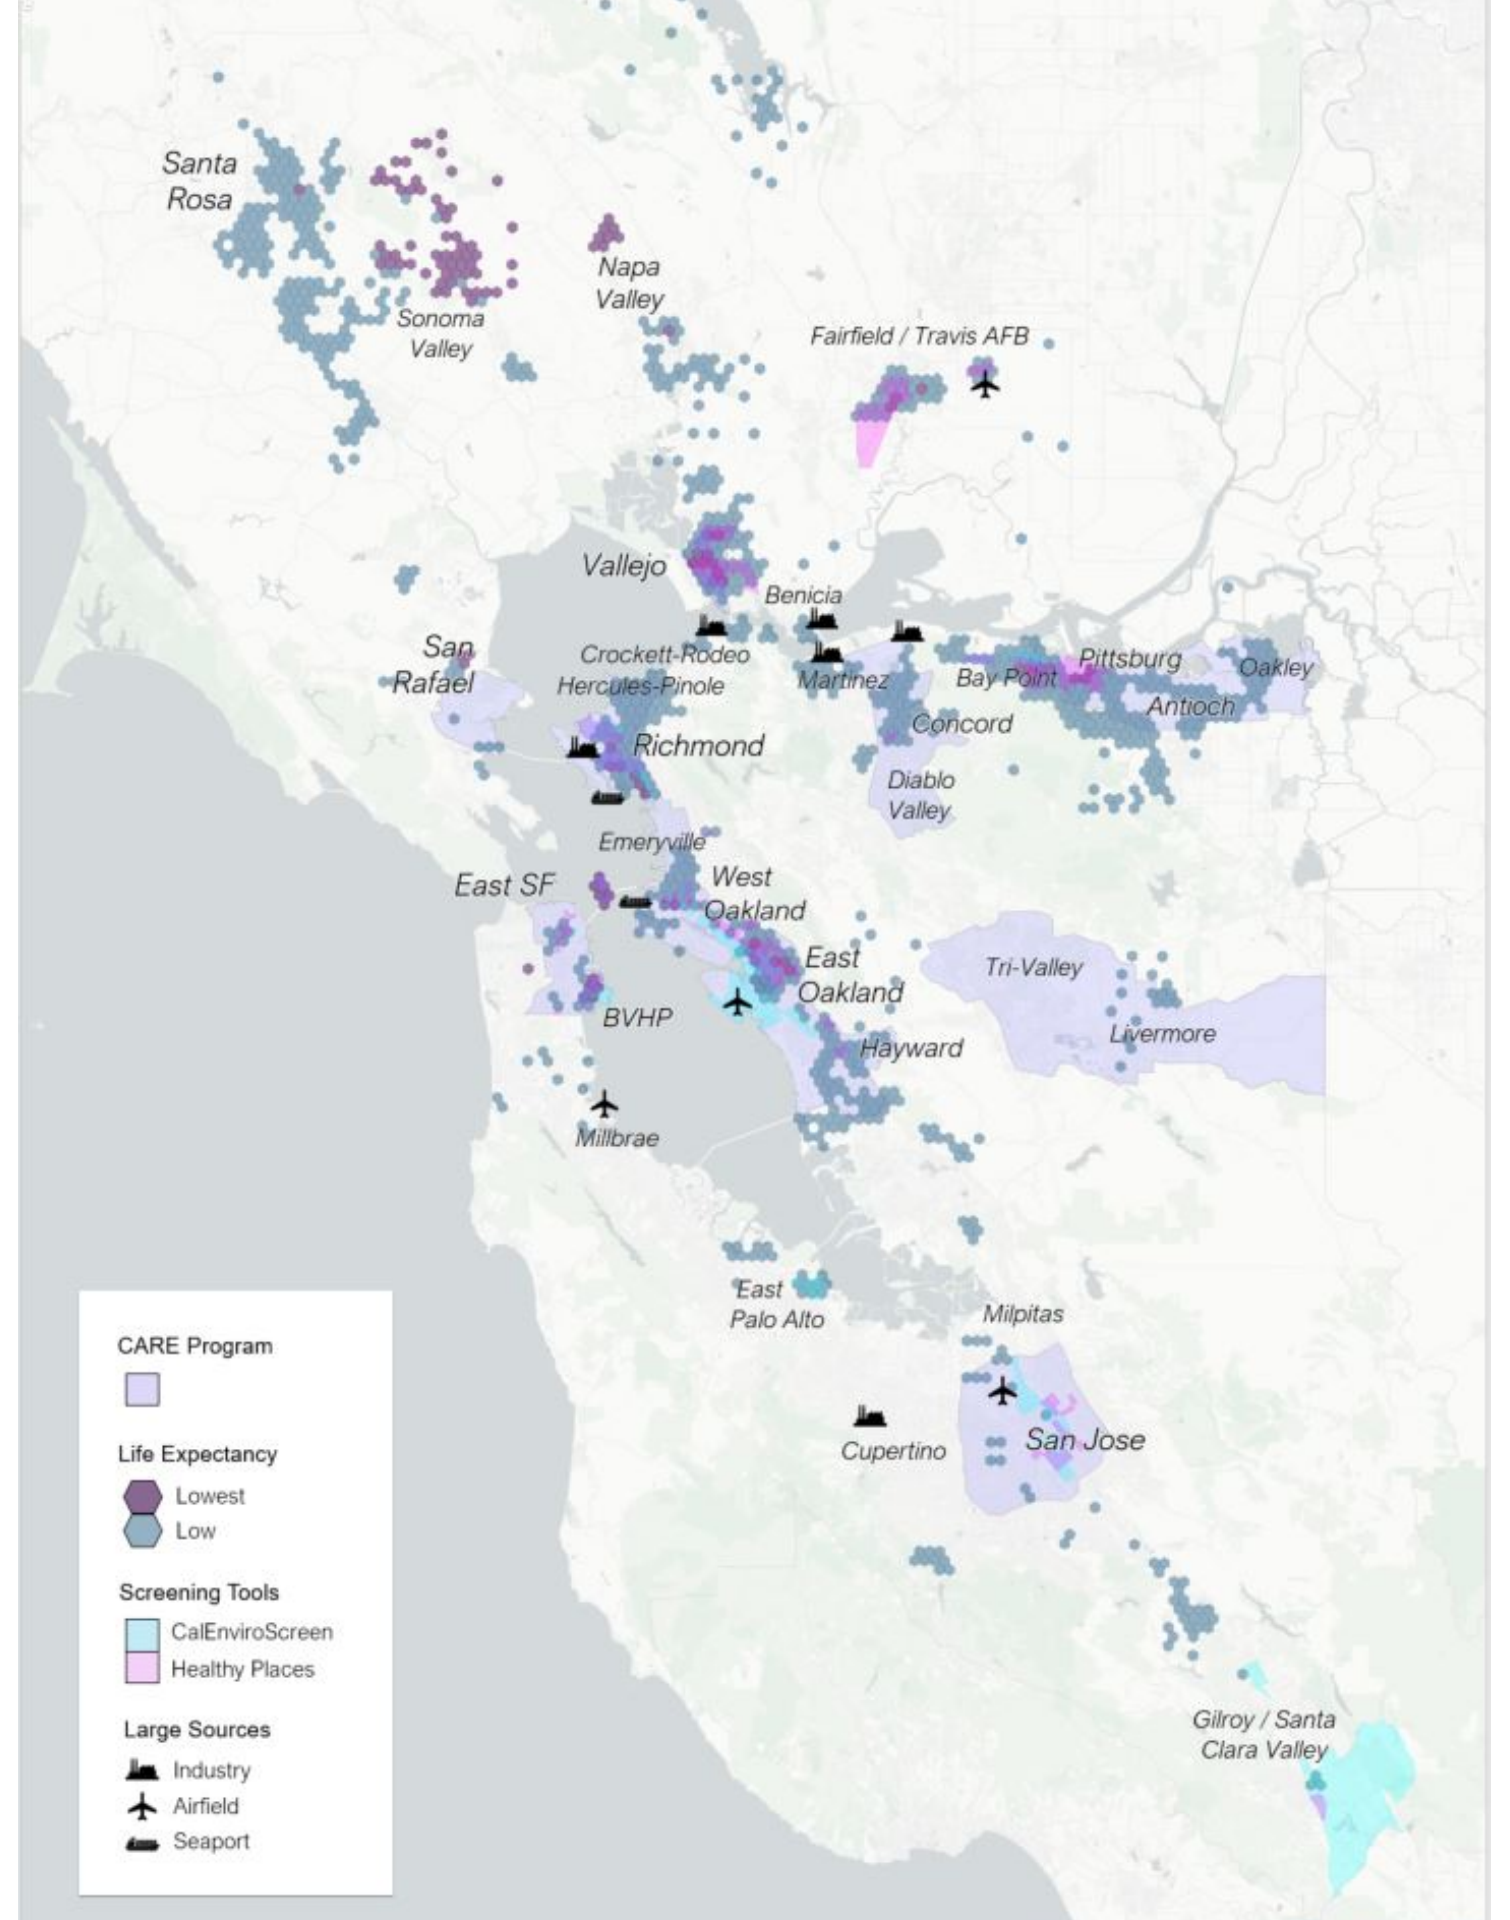 Santa
Rosa
Napa
Valley
Sonoma
Valley
Fairfield / Travis AFB
Vallejo
Benicia
San
Rafael
Crockett-Rodeo
Hercules-Pinole
Martinez
Bay Point
Pittsburg
Oakley
Antioch
Concord
Richmond
Diablo
Valley
Emeryville
East SF
West
Oakland
East
Oakland
Tri-Valley
BVHP
Livermore
Hayward
Millbrae
East
Palo Alto
Milpitas
Cupertino
San Jose
Gilroy / Santa
Clara Valley
CARE Program
Life Expectancy
Lowest
Low
Screening Tools
CalEnviroScreen
Healthy Places
Large Sources
Industry
Airfield
Seaport